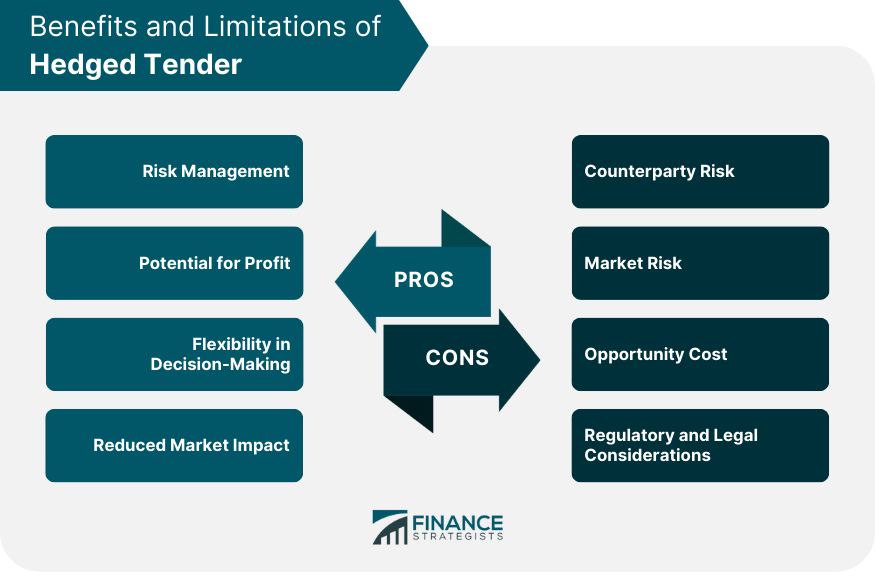 Benefits and Limitations of
Hedged Tender
Risk Management
Potential for Profit
Flexibility in
Decision-Making
Reduced Market Impact
PROS
CONS
Counterparty Risk
Market Risk
Opportunity Cost
Regulatory and Legal
Considerations
FINANCE
STRATEGISTS